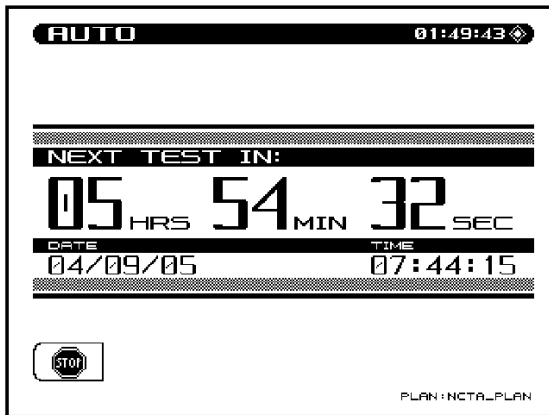 AUTO 01:49:43
NEXT TEST IN:
05 HRS 54 MIN 32 SEC
DATE TIME
04/09/05 07:44:15
STOP
PLAN:NCTA_PLAN